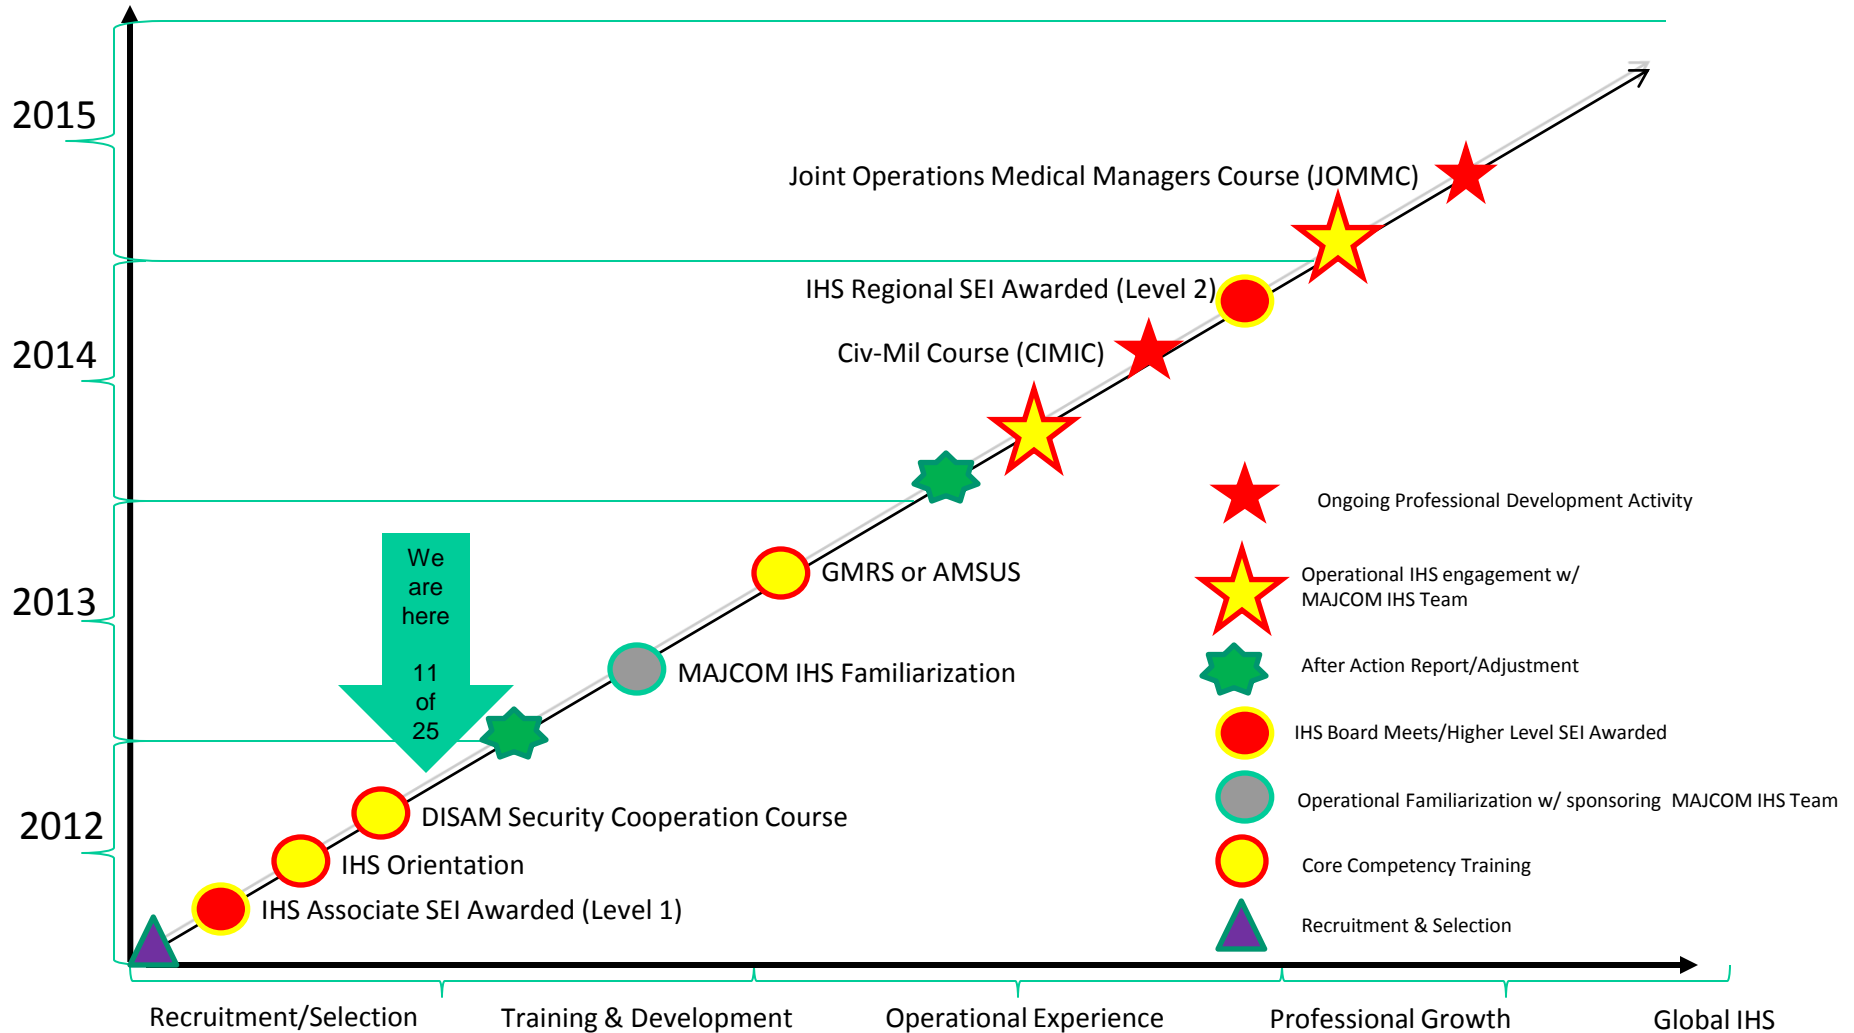 2015
Joint Operations Medical Managers Course (JOMMC)
IHS Regional SEI Awarded (Level 2)
2014
Civ-Mil Course (CIMIC)
Ongoing Professional Development Activity
We
are
here
11
of
25
GMRS or AMSUS
Operational IHS engagement w/
MAJCOM IHS Team
2013
MAJCOM IHS Familiarization
After Action Report/Adjustment
IHS Board Meets/Higher Level SEI Awarded
Operational Familiarization w/ sponsoring MAJCOM IHS Team
2012
DISAM Security Cooperation Course
IHS Orientation
Core Competency Training
IHS Associate SEI Awarded (Level 1)
Recruitment & Selection
Recruitment/Selection
Training & Development
Operational Experience
Professional Growth
Global IHS